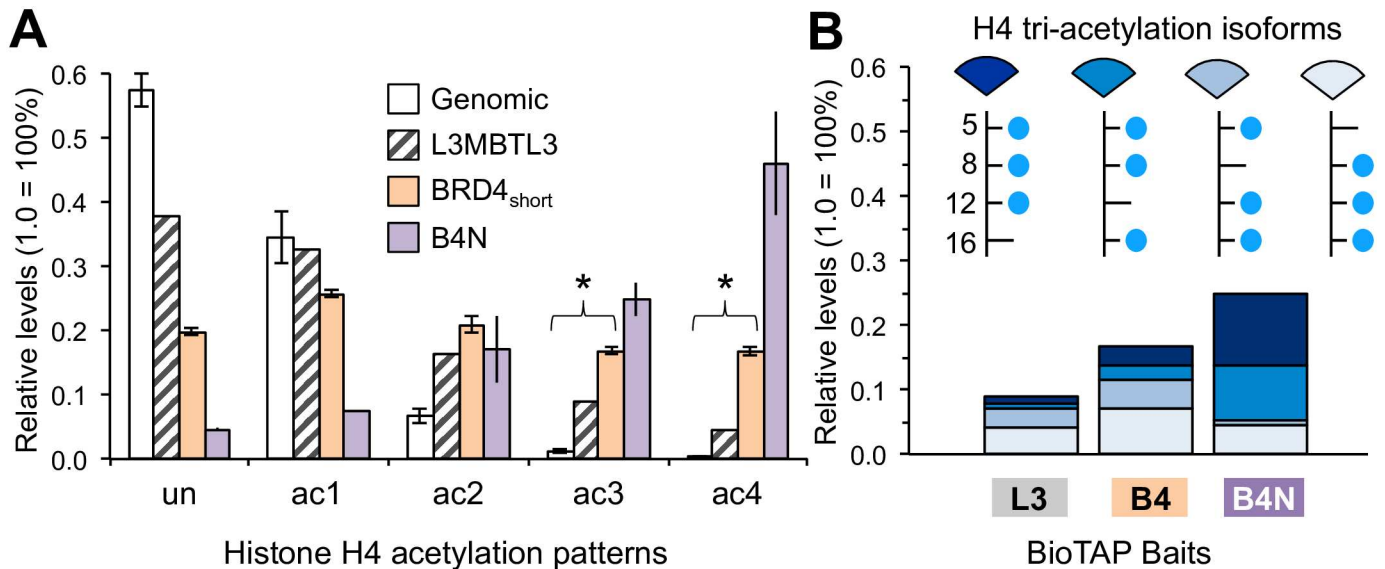 A
Relative levels (1.0 = 100%)
0.6
0.5
0.4
0.3
0.2
0.1
0.0
Genomic
L3MBTL3
BRD4short
B4N
*
*
un ac1 ac2 ac3 ac4
Histone H4 acetylation patterns
B
H4 tri-acetylation isoforms
Relative levels (1.0 = 100%)
0.6
0.5
0.4
0.3
0.2
0.1
0.0
5
8
12
16
L3 B4 B4N
BioTAP Baits